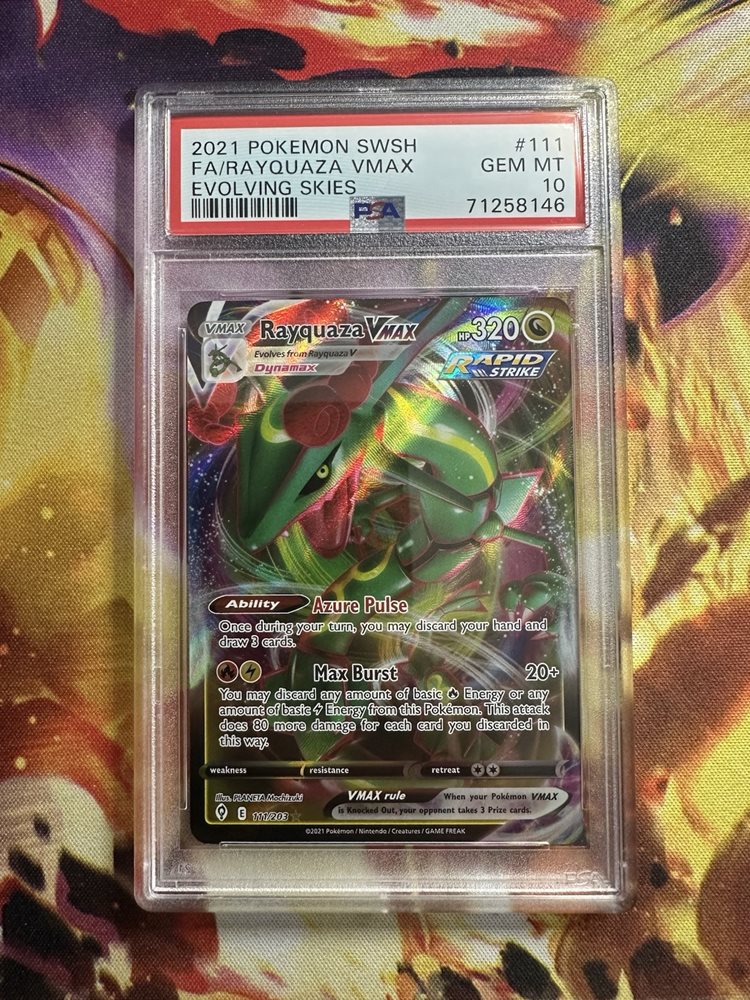 2021 POKEMON SWSH #111
FA/RAYQUAZA VMAX GEM MT
EVOLVING SKIES 10
PSA 71258146
VMAX Rayquaza VMAX HP 320
Evolves from Rayquaza V
Dynamax
RAPID
STRIKE
Ability Azure Pulse
Once during your turn, you may discard your hand and
draw 3 cards.
Max Burst 20+
You may discard any amount of basic Energy or any
amount of basic Energy from this Pokémon. This attack
does 80 more damage for each card you discarded in
this way.
weakness resistance retreat
Illus. PLANETA Mochizuki
VMAX rule When your Pokémon VMAX
is Knocked Out, your opponent takes 3 Prize cards.
E 111/203
©2021 Pokémon / Nintendo / Creatures / GAME FREAK
PSA